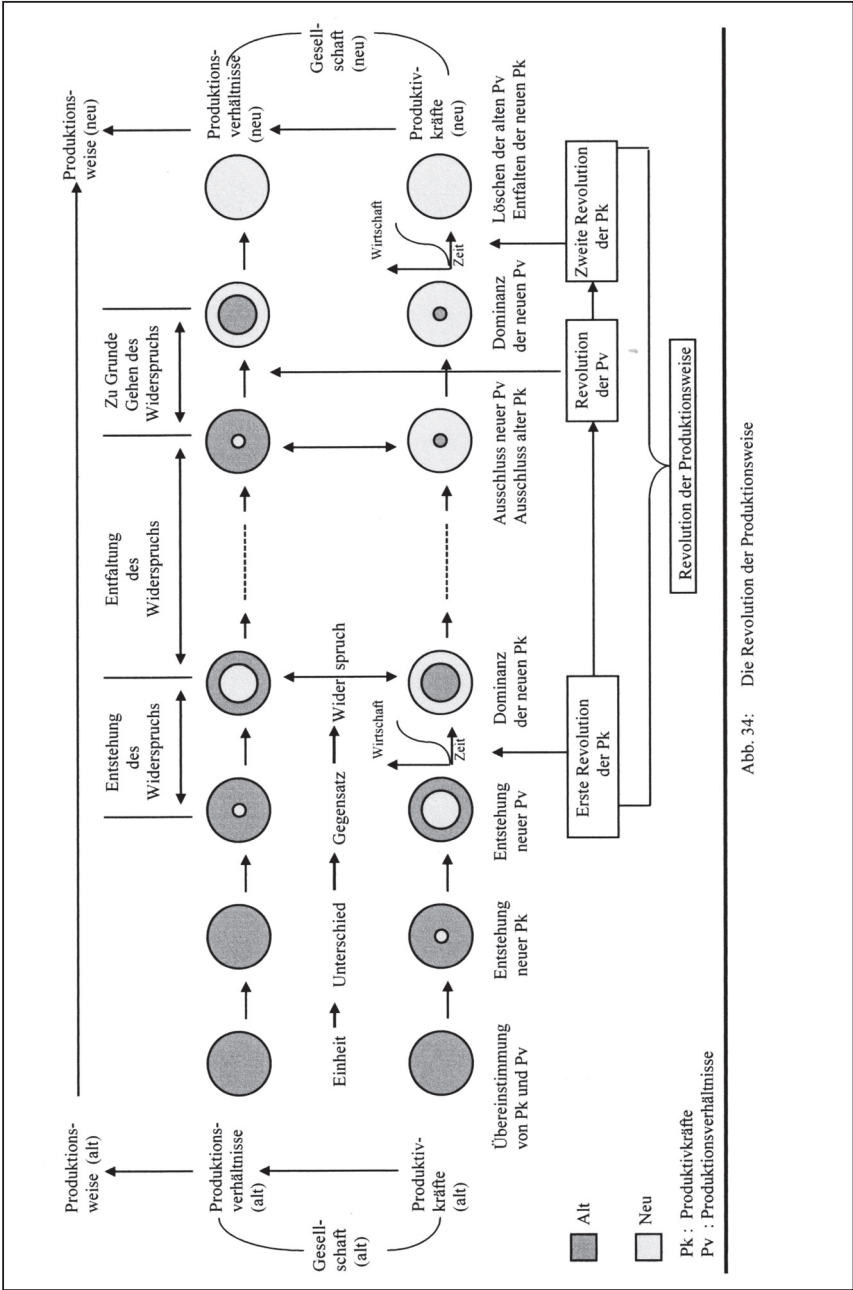 Produktions-
weise (alt)
Produktions-
weise (neu)
Entstehung
des
Widerspruchs
Entfaltung
des
Widerspruchs
Zu Grunde
Gehen des
Widerspruchs
Produktions-
verhältnisse
(alt)
Produktions-
verhältnisse
(neu)
Gesell-
schaft
(alt)
Gesell-
schaft
(neu)
Einheit
Unterschied
Gegensatz
Widerspruch
Produktiv-
kräfte
(alt)
Wirtschaft
Zeit
Wirtschaft
Zeit
Produktiv-
kräfte
(neu)
Übereinstimmung
von Pk und Pv
Entstehung
neuer Pk
Entstehung
neuer Pv
Dominanz
der neuen Pk
Ausschluss neuer Pv
Ausschluss alter Pk
Dominanz
der neuen Pv
Löschen der alten Pv
Entfalten der neuen Pk
Erste Revolution
der Pk
Revolution
der Pv
Zweite Revolution
der Pk
Revolution der Produktionsweise
Alt
Neu
Pk : Produktivkräfte
Pv : Produktionsverhältnisse
Abb. 34: Die Revolution der Produktionsweise